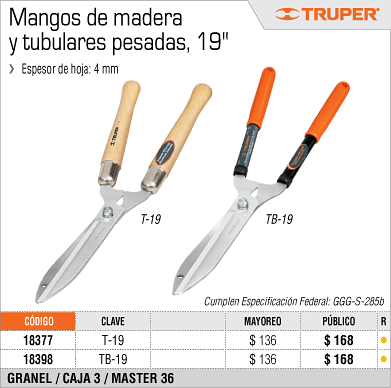 Mangos de madera
y tubulares pesadas, 19"
TRUPER®
Espesor de hoja: 4 mm
TRUPER
T-19
TB-19
Cumplen Especificación Federal: GGG-S-285b
CÓDIGO CLAVE MAYOREO PÚBLICO R
18377 T-19 $ 136 $ 168
18398 TB-19 $ 136 $ 168
GRANEL / CAJA 3 / MASTER 36